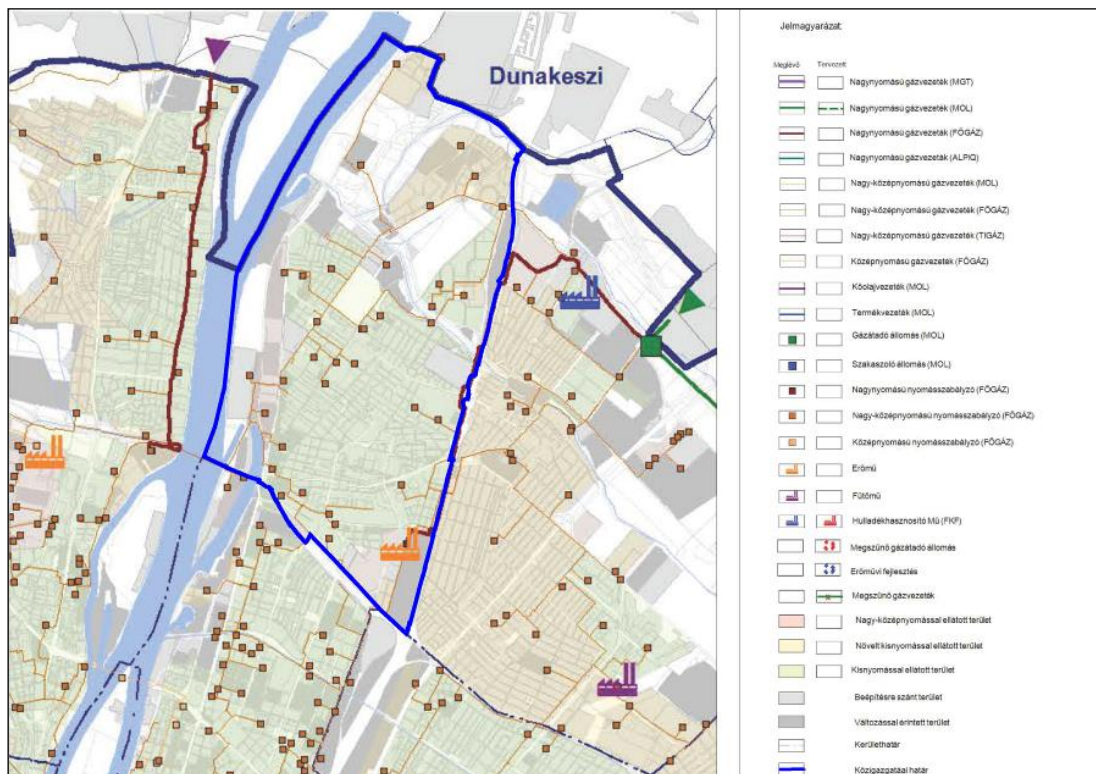 Dunakeszi
Jelmagyarázat:
Meglévő Tervezett
Nagynyomású gázvezeték (MGT)
Nagynyomású gázvezeték (MOL)
Nagynyomású gázvezeték (FŐGÁZ)
Nagynyomású gázvezeték (ALPIQ)
Nagy-középnyomású gázvezeték (MOL)
Nagy-középnyomású gázvezeték (FŐGÁZ)
Nagy-középnyomású gázvezeték (TIGÁZ)
Középnyomású gázvezeték (FŐGÁZ)
Kőolajvezeték (MOL)
Termékvezeték (MOL)
Gázátadó állomás (MOL)
Szakaszoló állomás (MOL)
Nagynyomású nyomásszabályzó (FŐGÁZ)
Nagy-középnyomású nyomásszabályzó (FŐGÁZ)
Középnyomású nyomásszabályzó (FŐGÁZ)
Erőmű
Fűtőmű
Hulladékhasznosító Mű (FKF)
Megszűnő gázátadó állomás
Erőművi fejlesztés
Megszűnő gázvezeték
Nagy-középnyomással ellátott terület
Növelt kisnyomással ellátott terület
Kisnyomással ellátott terület
Beépítésre szánt terület
Változással érintett terület
Kerülethatár
Közigazgatási határ